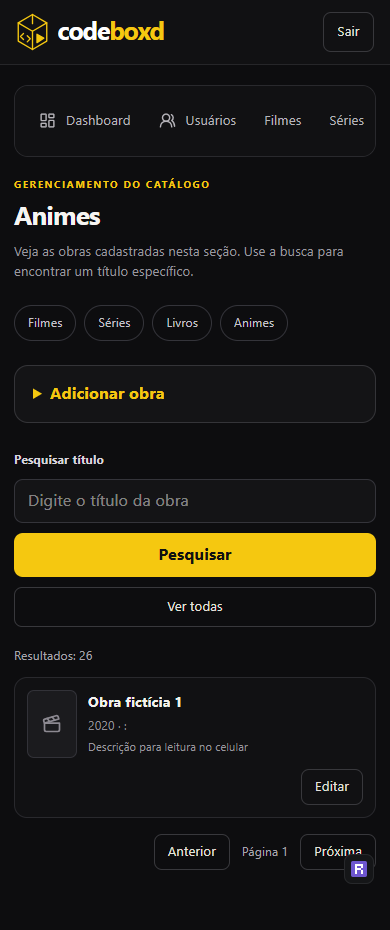 codeboxd
Sair
Dashboard Usuários Filmes Séries
GERENCIAMENTO DO CATÁLOGO
Animes
Veja as obras cadastradas nesta seção. Use a busca para
encontrar um título específico.
Filmes Séries Livros Animes
Adicionar obra
Pesquisar título
Digite o título da obra
Pesquisar
Ver todas
Resultados: 26
Obra fictícia 1
2020 · :
Descrição para leitura no celular
Editar
Anterior Página 1 Próxima
R